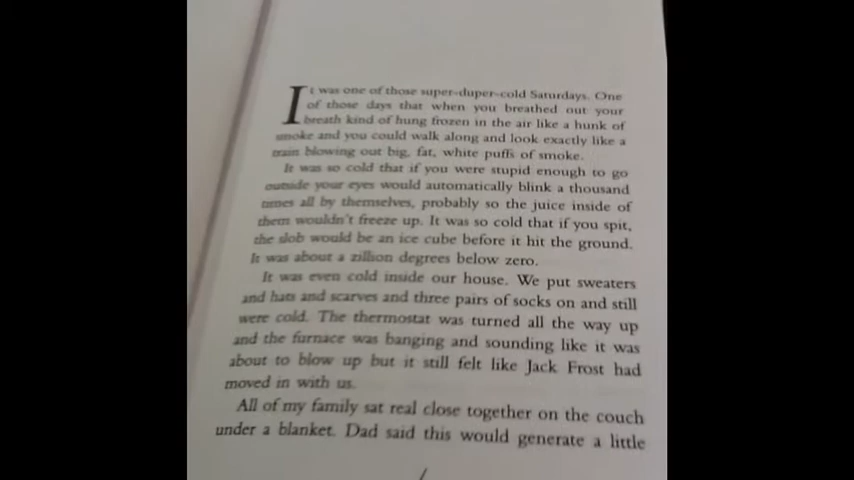 It was one of those super-duper-cold Saturdays. One
of those days that when you breathed out your
breath kind of hung frozen in the air like a hunk of
smoke and you could walk along and look exactly like a
train blowing out big, fat, white puffs of smoke.
It was so cold that if you were stupid enough to go
outside your eyes would automatically blink a thousand
times all by themselves, probably so the juice inside of
them wouldn't freeze up. It was so cold that if you spit,
the slob would be an ice cube before it hit the ground.
It was about a zillion degrees below zero.
It was even cold inside our house. We put sweaters
and hats and scarves and three pairs of socks on and still
were cold. The thermostat was turned all the way up
and the furnace was banging and sounding like it was
about to blow up but it still felt like Jack Frost had
moved in with us.
All of my family sat real close together on the couch
under a blanket. Dad said this would generate a little